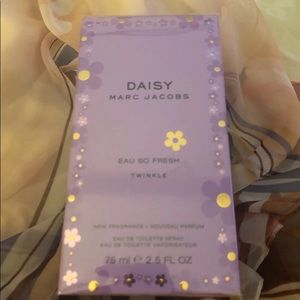 DAISY
MARC JACOBS
EAU SO FRESH
TWINKLE
NEW FRAGRANCE • NOUVEAU PARFUM
EAU DE TOILETTE SPRAY
EAU DE TOILETTE VAPORISATEUR
75 ml ℮ 2.5 FL OZ